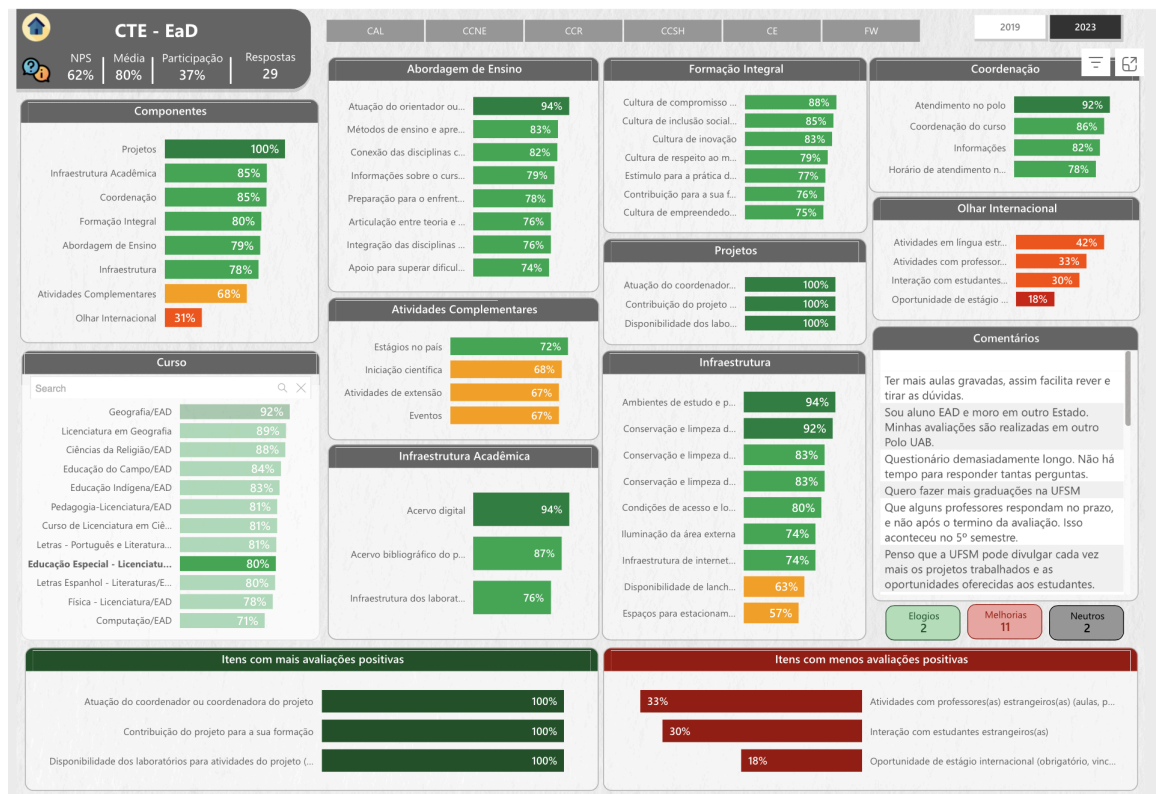 CTE - EaD
NPS
62%
Média
80%
Participação
37%
Respostas
29
CAL
CCNE
CCR
CCSH
CE
FW
2019
2023
Componentes
Projetos 100%
Infraestrutura Acadêmica 85%
Coordenação 85%
Formação Integral 80%
Abordagem de Ensino 79%
Infraestrutura 78%
Atividades Complementares 68%
Olhar Internacional 31%
Curso
Search
Geografia/EAD 92%
Licenciatura em Geografia 89%
Ciências da Religião/EAD 88%
Educação do Campo/EAD 84%
Educação Indígena/EAD 83%
Pedagogia-Licenciatura/EAD 81%
Curso de Licenciatura em Ciê... 81%
Letras - Português e Literatura... 81%
Educação Especial - Licenciatu... 80%
Letras Espanhol - Literaturas/E... 80%
Física - Licenciatura/EAD 78%
Computação/EAD 71%
Abordagem de Ensino
Atuação do orientador ou... 94%
Métodos de ensino e apre... 83%
Conexão das disciplinas c... 82%
Informações sobre o curs... 79%
Preparação para o enfrent... 78%
Articulação entre teoria e ... 76%
Integração das disciplinas ... 76%
Apoio para superar dificul... 74%
Atividades Complementares
Estágios no país 72%
Iniciação científica 68%
Atividades de extensão 67%
Eventos 67%
Infraestrutura Acadêmica
Acervo digital 94%
Acervo bibliográfico do p... 87%
Infraestrutura dos laborat... 76%
Formação Integral
Cultura de compromisso ... 88%
Cultura de inclusão social... 85%
Cultura de inovação 83%
Cultura de respeito ao m... 79%
Estímulo para a prática d... 77%
Contribuição para a sua f... 76%
Cultura de empreendedo... 75%
Projetos
Atuação do coordenador... 100%
Contribuição do projeto ... 100%
Disponibilidade dos labo... 100%
Infraestrutura
Ambientes de estudo e p... 94%
Conservação e limpeza d... 92%
Conservação e limpeza d... 83%
Conservação e limpeza d... 83%
Condições de acesso e lo... 80%
Iluminação da área externa 74%
Infraestrutura de internet... 74%
Disponibilidade de lanch... 63%
Espaços para estacionam... 57%
Coordenação
Atendimento no polo 92%
Coordenação do curso 86%
Informações 82%
Horário de atendimento n... 78%
Olhar Internacional
Atividades em língua estr... 42%
Atividades com professor... 33%
Interação com estudantes... 30%
Oportunidade de estágio ... 18%
Comentários
Ter mais aulas gravadas, assim facilita rever e
tirar as dúvidas.
Sou aluno EAD e moro em outro Estado.
Minhas avaliações são realizadas em outro
Polo UAB.
Questionário demasiadamente longo. Não há
tempo para responder tantas perguntas.
Quero fazer mais graduações na UFSM
Que alguns professores respondam no prazo,
e não após o termino da avaliação. Isso
aconteceu no 5º semestre.
Penso que a UFSM pode divulgar cada vez
mais os projetos trabalhados e as
oportunidades oferecidas aos estudantes.
Elogios
2
Melhorias
11
Neutros
2
Itens com mais avaliações positivas
Atuação do coordenador ou coordenadora do projeto 100%
Contribuição do projeto para a sua formação 100%
Disponibilidade dos laboratórios para atividades do projeto (... 100%
Itens com menos avaliações positivas
33% Atividades com professores(as) estrangeiros(as) (aulas, p...
30% Interação com estudantes estrangeiros(as)
18% Oportunidade de estágio internacional (obrigatório, vinc...